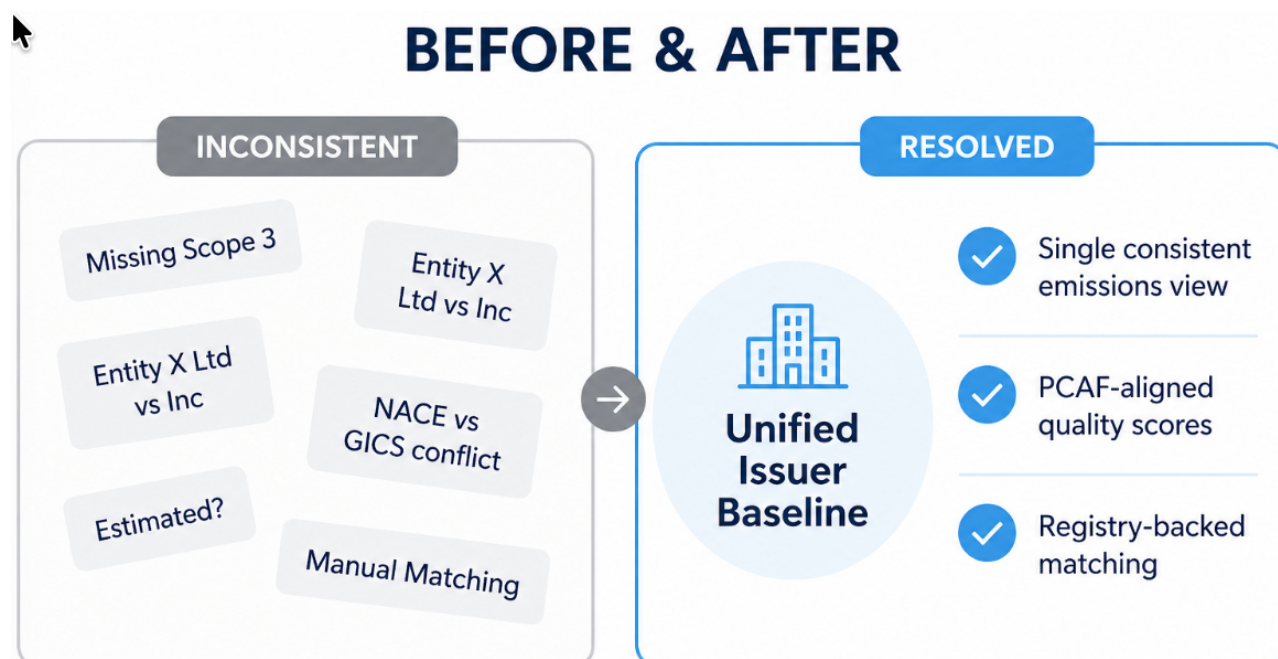 BEFORE & AFTER
INCONSISTENT
Missing Scope 3
Entity X
Ltd vs Inc
Entity X Ltd
vs Inc
NACE vs
GICS conflict
Estimated?
Manual Matching
RESOLVED
Unified
Issuer
Baseline
Single consistent
emissions view
PCAF-aligned
quality scores
Registry-backed
matching